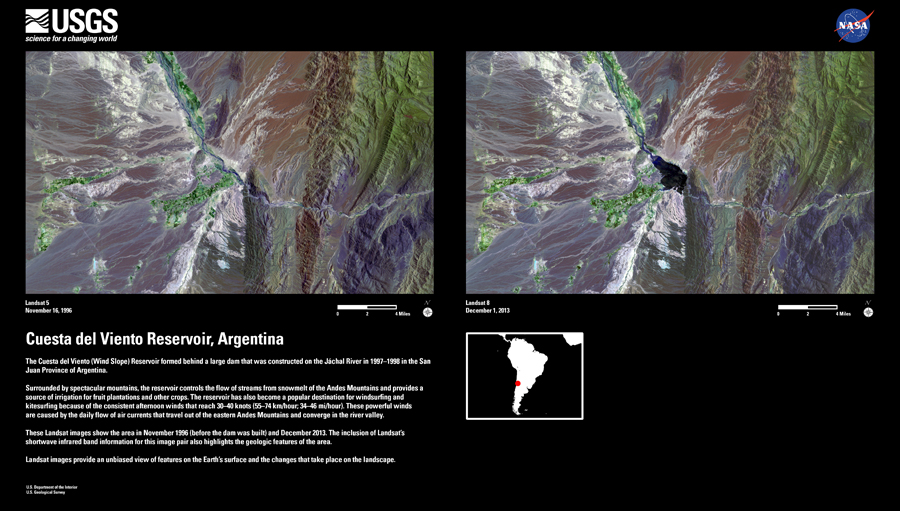 USGS
science for a changing world
NASA
Landsat 5
November 16, 1996
0 2 4 Miles
N
Landsat 8
December 1, 2013
0 2 4 Miles
N
Cuesta del Viento Reservoir, Argentina
The Cuesta del Viento (Wind Slope) Reservoir formed behind a large dam that was constructed on the Jáchal River in 1997–1998 in the San
Juan Province of Argentina.
Surrounded by spectacular mountains, the reservoir controls the flow of streams from snowmelt of the Andes Mountains and provides a
source of irrigation for fruit plantations and other crops. The reservoir has also become a popular destination for windsurfing and
kitesurfing because of the consistent afternoon winds that reach 30–40 knots (55–74 km/hour; 34–46 mi/hour). These powerful winds
are caused by the daily flow of air currents that travel out of the eastern Andes Mountains and converge in the river valley.
These Landsat images show the area in November 1996 (before the dam was built) and December 2013. The inclusion of Landsat's
shortwave infrared band information for this image pair also highlights the geologic features of the area.
Landsat images provide an unbiased view of features on the Earth's surface and the changes that take place on the landscape.
U.S. Department of the Interior
U.S. Geological Survey